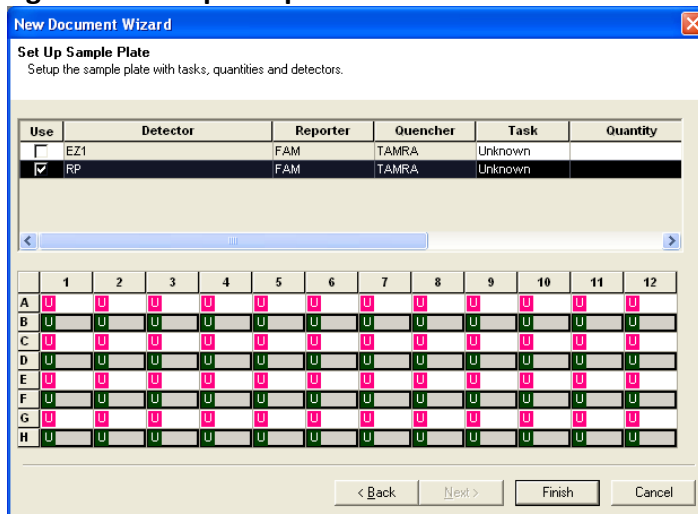 New Document Wizard
Set Up Sample Plate
Setup the sample plate with tasks, quantities and detectors.
Use Detector Reporter Quencher Task Quantity
EZ1 FAM TAMRA Unknown
RP FAM TAMRA Unknown
1 2 3 4 5 6 7 8 9 10 11 12
A U U U U U U U U U U U U
B U U U U U U U U U U U U
C U U U U U U U U U U U U
D U U U U U U U U U U U U
E U U U U U U U U U U U U
F U U U U U U U U U U U U
G U U U U U U U U U U U U
H U U U U U U U U U U U U
< Back Next > Finish Cancel